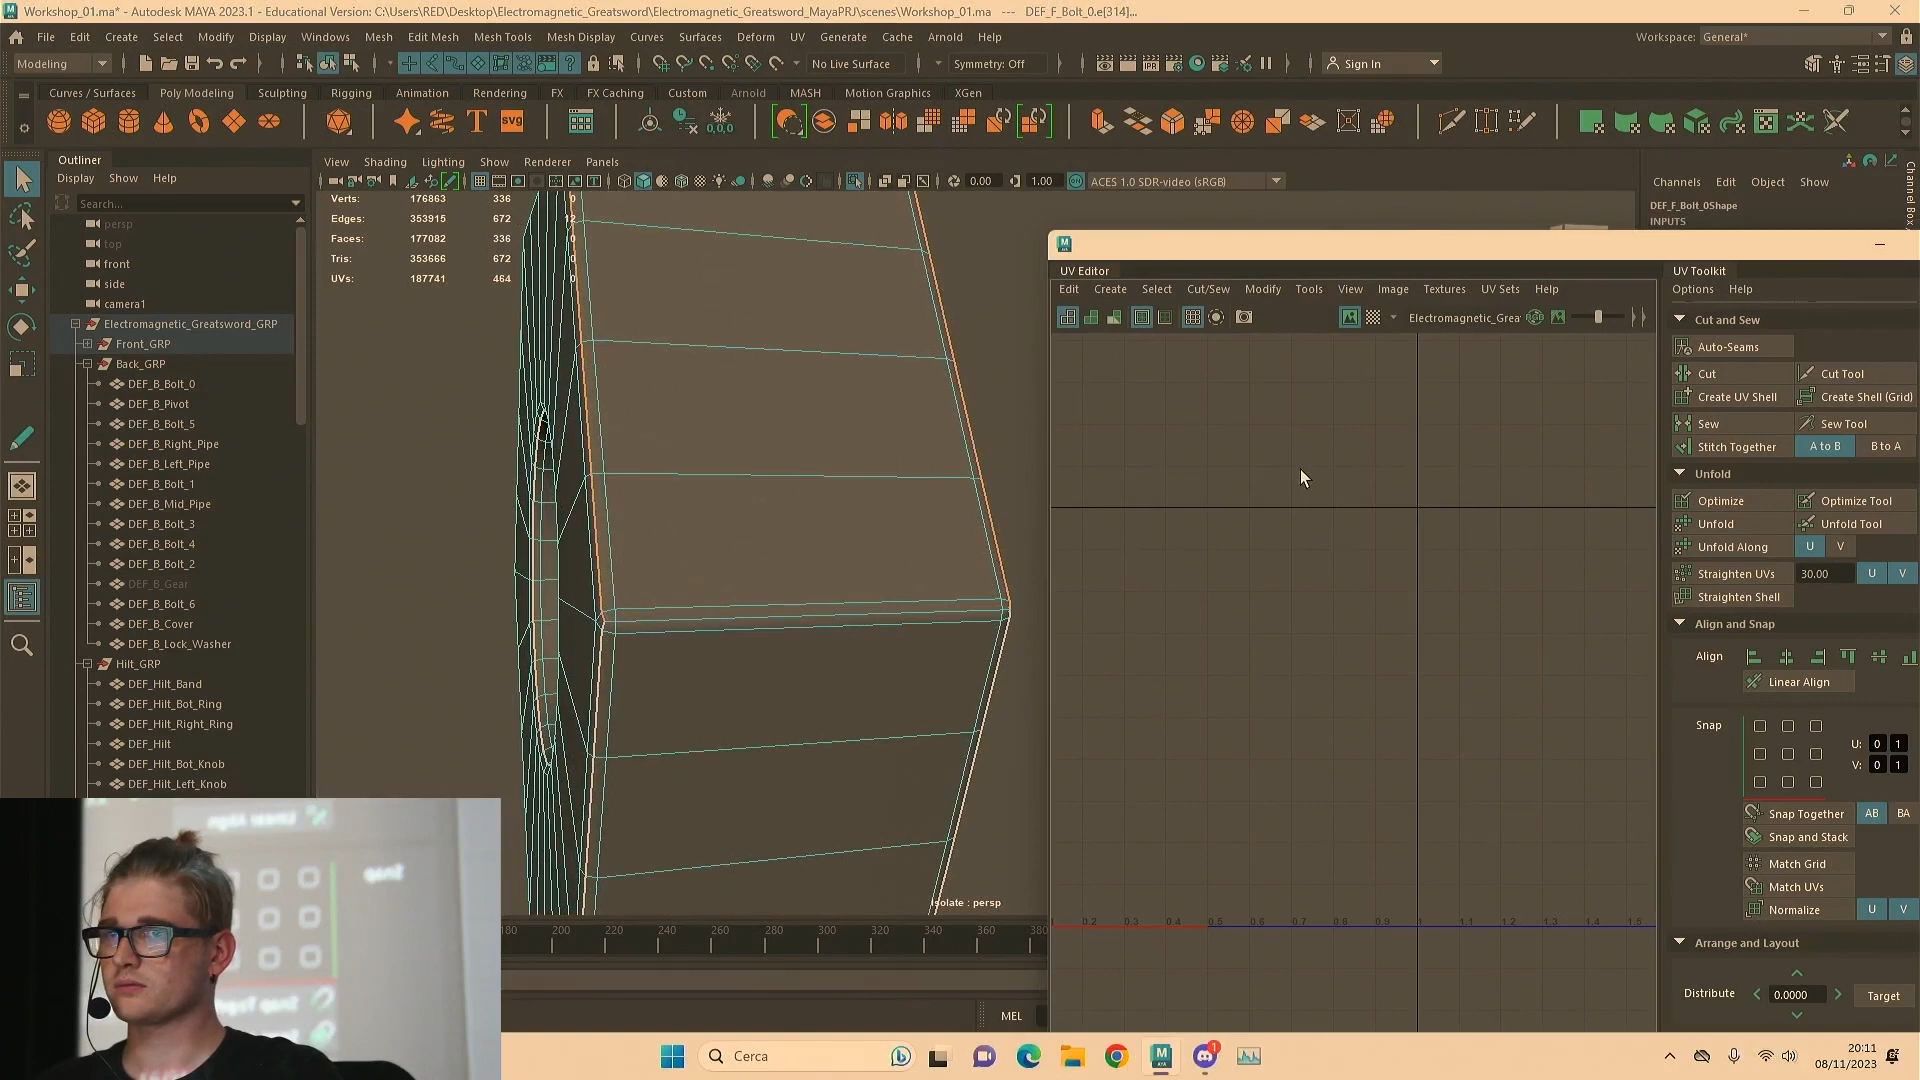 Workshop_01.ma* - Autodesk MAYA 2023.1 - Educational Version: C:\Users\RED\Desktop\Electromagnetic_Greatsword\Electromagnetic_Greatsword_MayaPRJ\scenes\Workshop_01.ma --- DEF_F_Bolt_0.e[314]...
File Edit Create Select Modify Display Windows Mesh Edit Mesh Mesh Tools Mesh Display Curves Surfaces Deform UV Generate Cache Arnold Help
Workspace: General*
Modeling
No Live Surface
Symmetry: Off
Sign In
Curves / Surfaces Poly Modeling Sculpting Rigging Animation Rendering FX FX Caching Custom Arnold MASH Motion Graphics XGen
Outliner
Display Show Help
Search...
persp
top
front
side
camera1
Electromagnetic_Greatsword_GRP
Front_GRP
Back_GRP
DEF_B_Bolt_0
DEF_B_Pivot
DEF_B_Bolt_5
DEF_B_Right_Pipe
DEF_B_Left_Pipe
DEF_B_Bolt_1
DEF_B_Mid_Pipe
DEF_B_Bolt_3
DEF_B_Bolt_4
DEF_B_Bolt_2
DEF_B_Gear
DEF_B_Bolt_6
DEF_B_Cover
DEF_B_Lock_Washer
Hilt_GRP
DEF_Hilt_Band
DEF_Hilt_Bot_Ring
DEF_Hilt_Right_Ring
DEF_Hilt
DEF_Hilt_Bot_Knob
DEF_Hilt_Left_Knob
View Shading Lighting Show Renderer Panels
0.00
1.00
ACES 1.0 SDR-video (sRGB)
Verts: 176863 336 0
Edges: 353915 672 12
Faces: 177082 336 0
Tris: 353666 672 0
UVs: 187741 464 0
Isolate : persp
180 200 220 240 260 280 300 320 340 360 380
MEL
Channels Edit Object Show
DEF_F_Bolt_0Shape
INPUTS
UV Editor
Edit Create Select Cut/Sew Modify Tools View Image Textures UV Sets Help
Electromagnetic_Grea
0.2 0.3 0.4 0.5 0.6 0.7 0.8 0.9 1 1.1 1.2 1.3 1.4 1.5
UV Toolkit
Options Help
Cut and Sew
Auto-Seams
Cut Cut Tool
Create UV Shell Create Shell (Grid)
Sew Sew Tool
Stitch Together A to B B to A
Unfold
Optimize Optimize Tool
Unfold Unfold Tool
Unfold Along U V
Straighten UVs 30.00 U V
Straighten Shell
Align and Snap
Align
Linear Align
Snap
U: 0 1
V: 0 1
Snap Together AB BA
Snap and Stack
Match Grid
Match UVs
Normalize U V
Arrange and Layout
Distribute 0.0000 Target
Cerca
1
20:11
08/11/2023